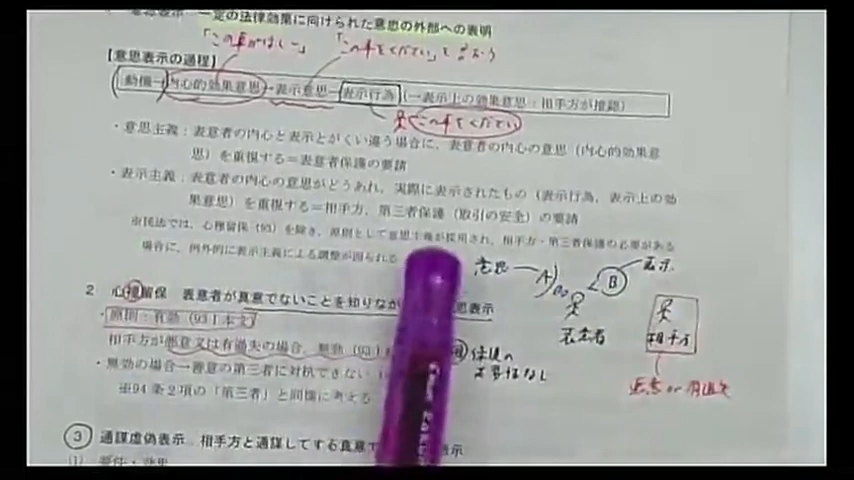 意思表示 一定の法律効果に向けられた意思の外部への表明
「この車がほしい」 「この車をください」と言おう
【意思表示の過程】
動機→内心的効果意思→表示意思→表示行為(→表示上の効果意思:相手方が推認)
この車をください
・意思主義:表意者の内心と表示とがくい違う場合に、表意者の内心の意思(内心的効果意
思)を重視する=表意者保護の要請
・表示主義:表意者の内心の意思がどうあれ、実際に表示されたもの(表示行為、表示上の効
果意思)を重視する=相手方、第三者保護(取引の安全)の要請
※民法では、心裡留保(93)を除き、原則として意思主義が採用され、相手方・第三者保護の必要がある
場合に、例外的に表示主義による調整が図られる
意思 A B 表示
2 心裡留保 表意者が真意でないことを知りなが 思表示
表意者 相手方
・原則:有効(93Ⅰ本文)
相手方が悪意又は有過失の場合、無効(93Ⅰ
保護の
必要性なし
悪意or有過失
・無効の場合→善意の第三者に対抗できない
※94条2項の「第三者」と同様に考える
3 通謀虚偽表示 相手方と通謀してする真意で 表示
(1) 要件・効果